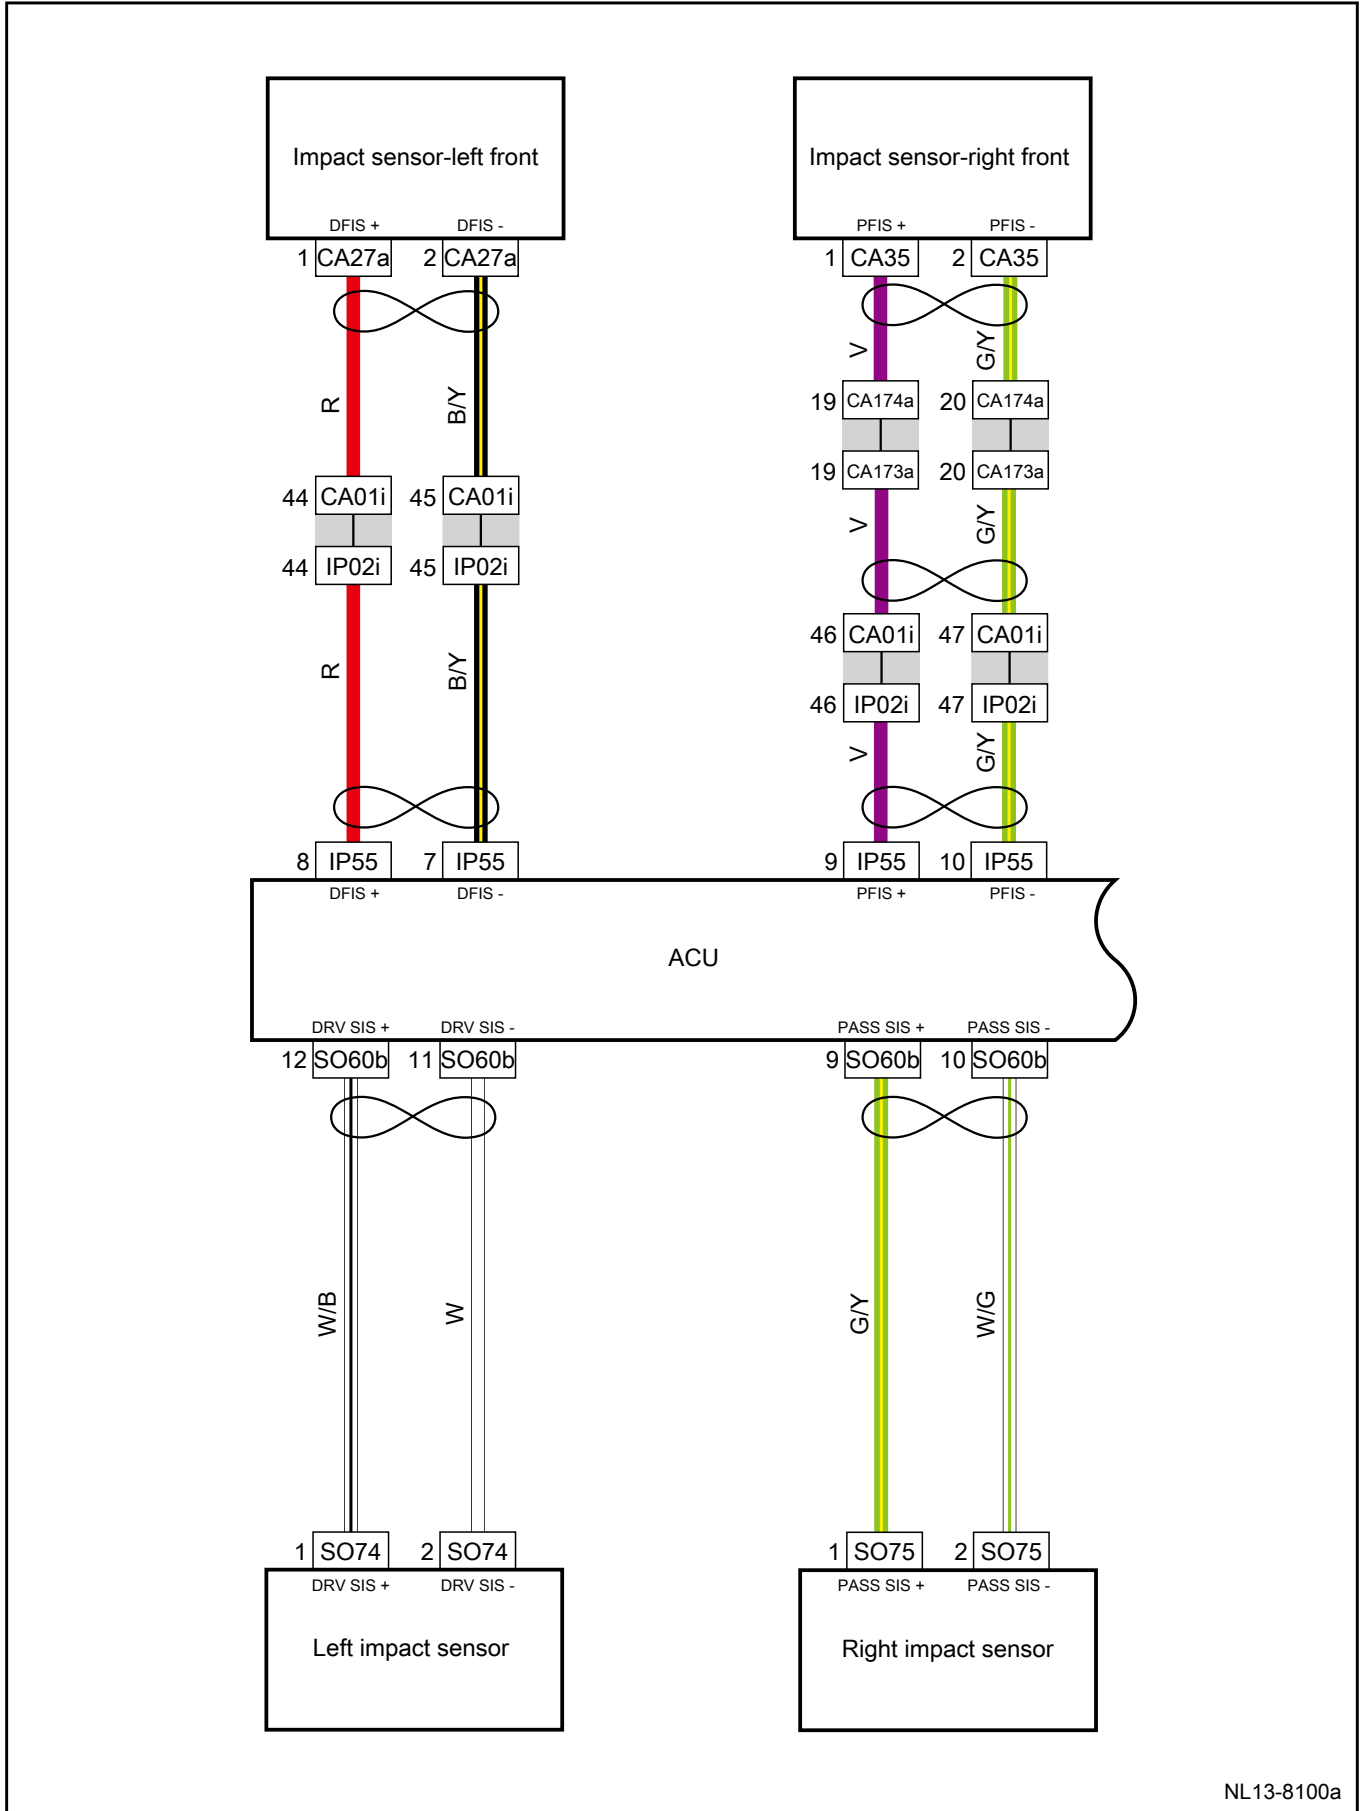 Impact sensor-left front
Impact sensor-right front
DFIS +
DFIS -
PFIS +
PFIS -
1 CA27a
2 CA27a
1 CA35
2 CA35
V
G/Y
R
B/Y
19 CA174a
20 CA174a
19 CA173a
20 CA173a
44 CA01i
45 CA01i
V
G/Y
44 IP02i
45 IP02i
46 CA01i
47 CA01i
R
B/Y
46 IP02i
47 IP02i
V
G/Y
8 IP55
7 IP55
9 IP55
10 IP55
DFIS +
DFIS -
PFIS +
PFIS -
ACU
DRV SIS +
DRV SIS -
PASS SIS +
PASS SIS -
12 SO60b
11 SO60b
9 SO60b
10 SO60b
W/B
W
G/Y
W/G
1 SO74
2 SO74
1 SO75
2 SO75
DRV SIS +
DRV SIS -
PASS SIS +
PASS SIS -
Left impact sensor
Right impact sensor
NL13-8100a